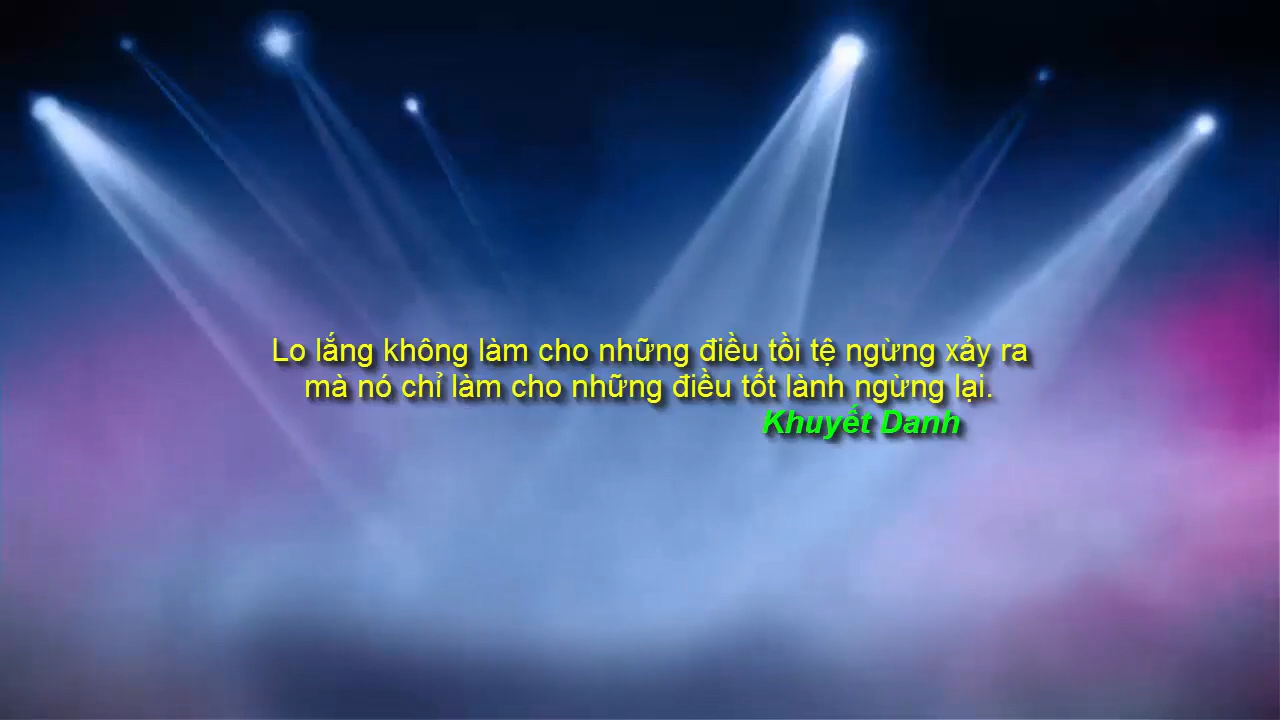 Lo lắng không làm cho những điều tồi tệ ngừng xảy ra
mà nó chỉ làm cho những điều tốt lành ngừng lại.
Khuyết Danh